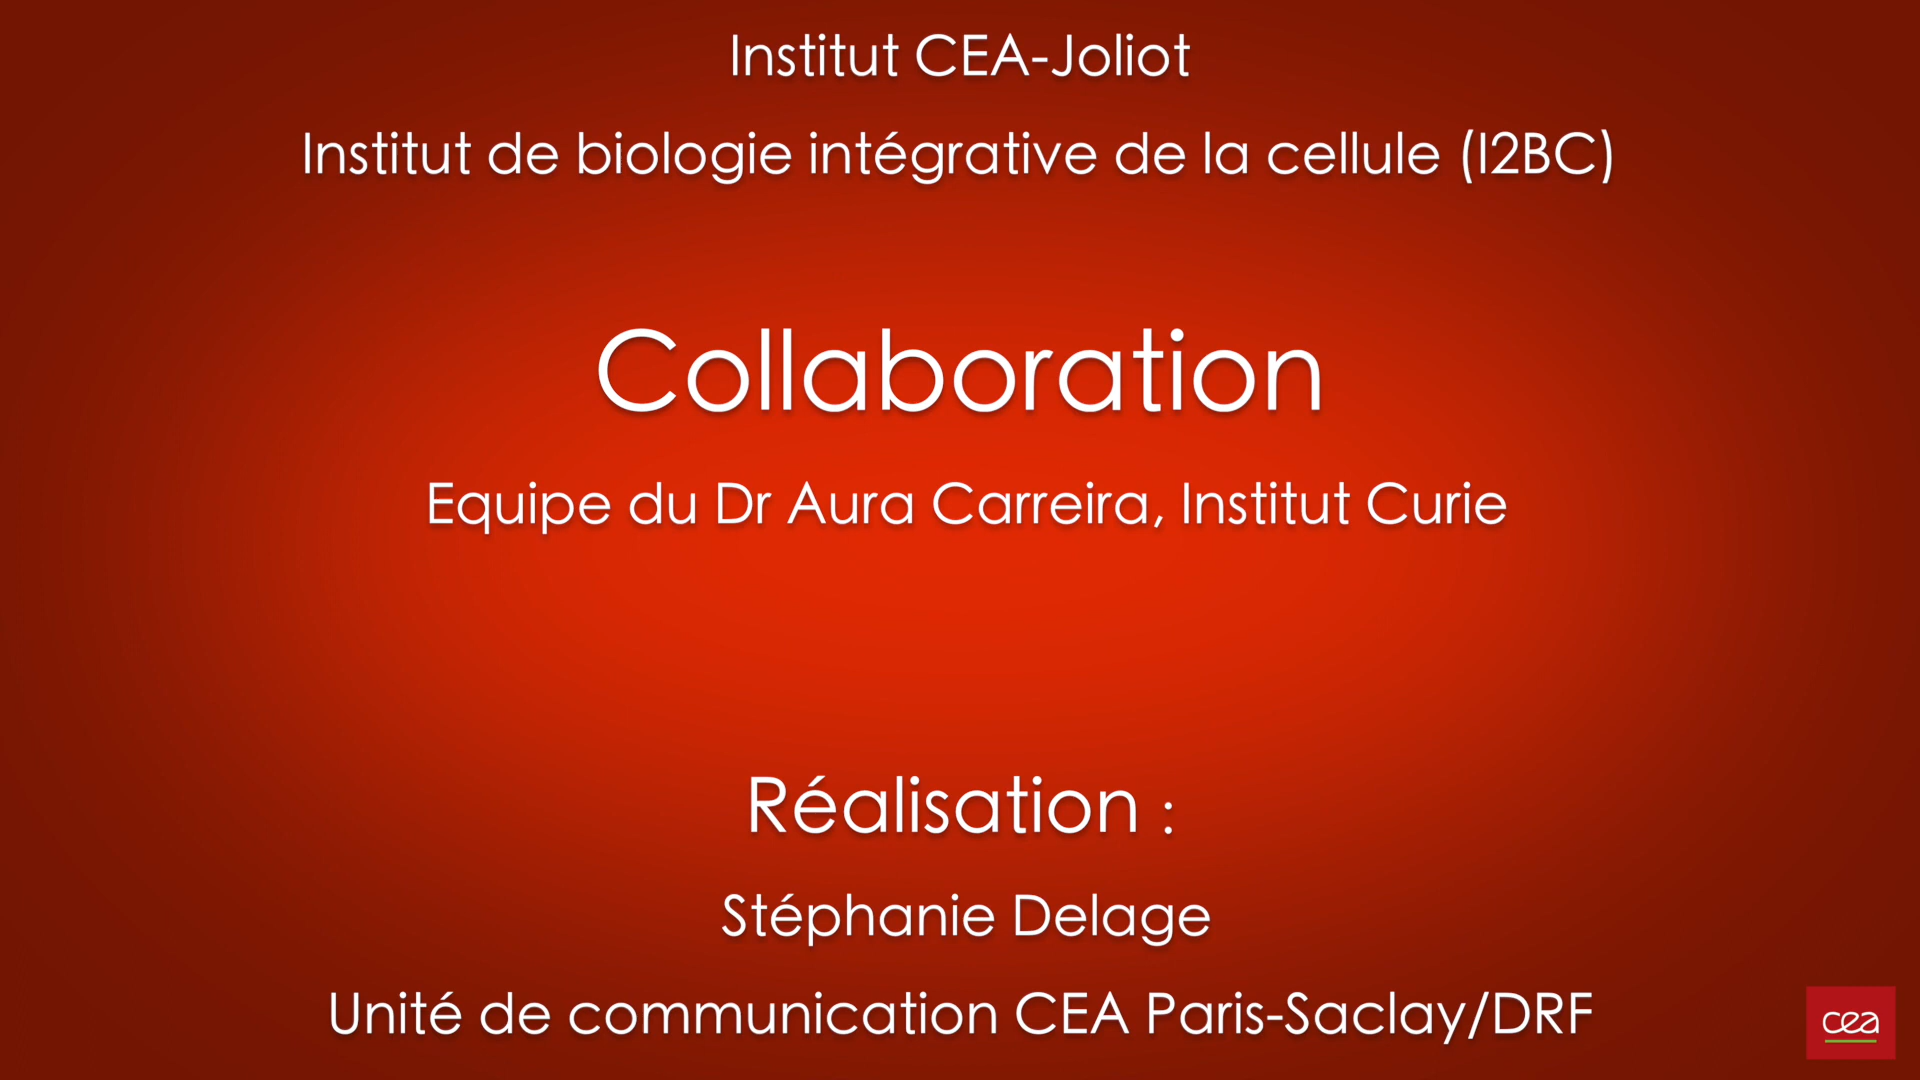 Institut CEA-Joliot
Institut de biologie intégrative de la cellule (I2BC)
Collaboration
Equipe du Dr Aura Carreira, Institut Curie
Réalisation :
Stéphanie Delage
Unité de communication CEA Paris-Saclay/DRF
cea